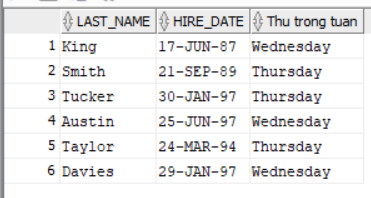 LAST_NAME HIRE_DATE Thu trong tuan
1 King 17-JUN-87 Wednesday
2 Smith 21-SEP-89 Thursday
3 Tucker 30-JAN-97 Thursday
4 Austin 25-JUN-97 Wednesday
5 Taylor 24-MAR-94 Thursday
6 Davies 29-JAN-97 Wednesday